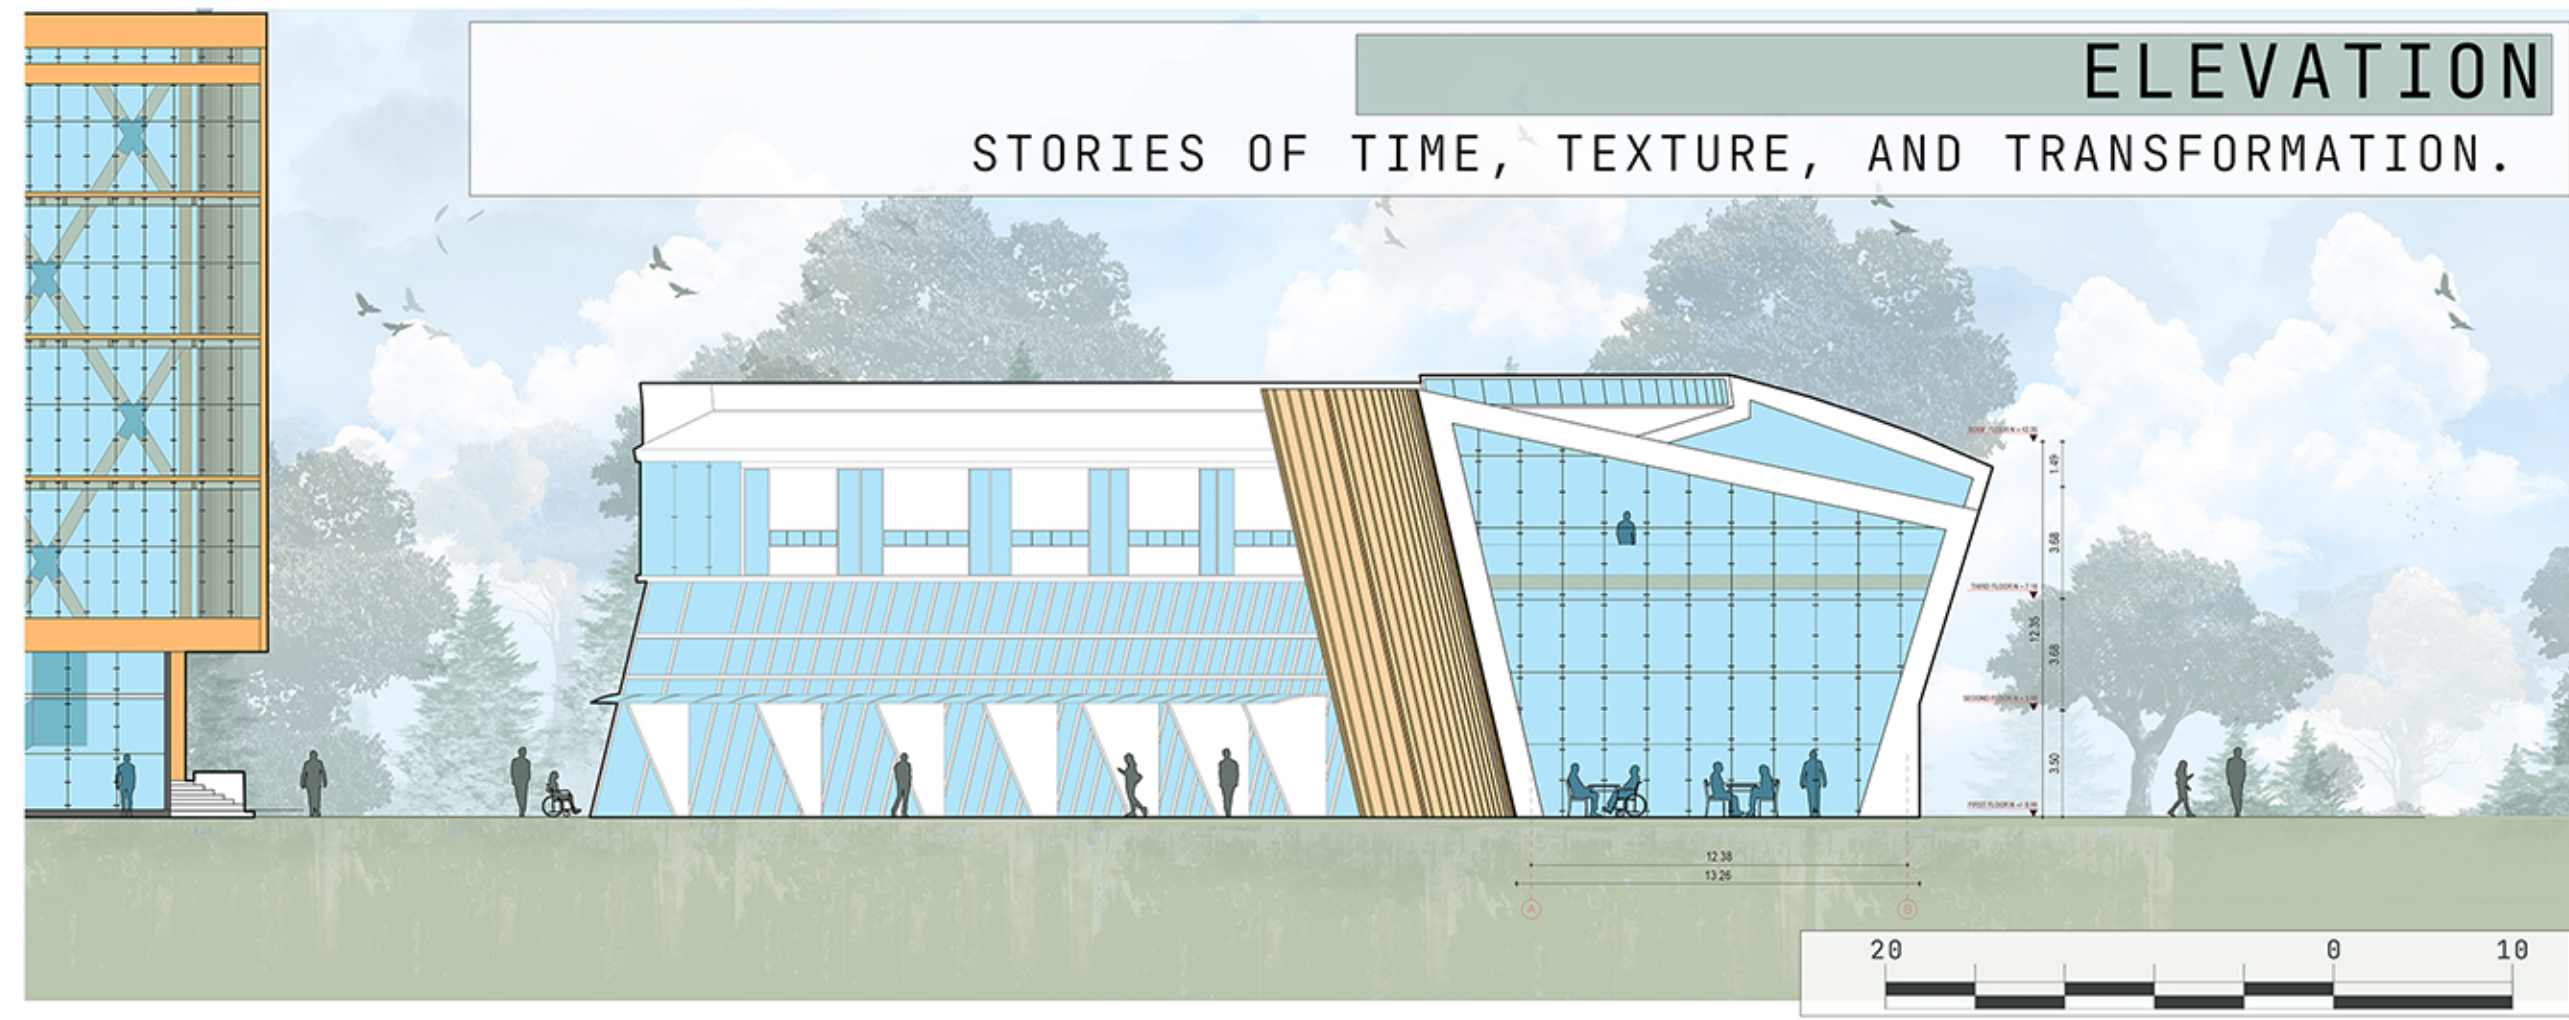 ELEVATION
STORIES OF TIME, TEXTURE, AND TRANSFORMATION.
1.49
3.68
12.35
3.68
3.50
12.38
13.26
A B
20 0 10